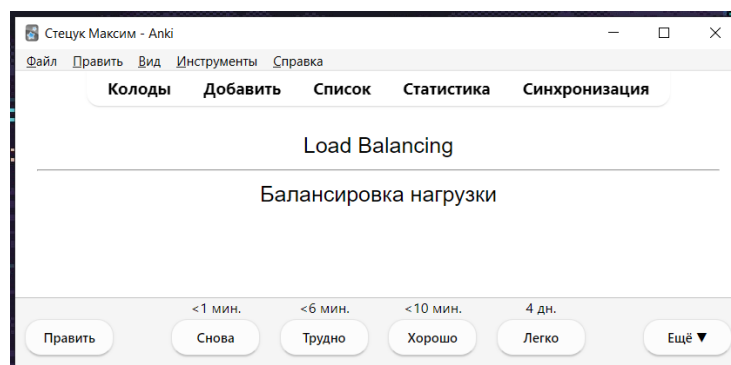 Стецук Максим - Anki
Файл Править Вид Инструменты Справка
Колоды Добавить Список Статистика Синхронизация
Load Balancing
Балансировка нагрузки
<1 мин. <6 мин. <10 мин. 4 дн.
Править Снова Трудно Хорошо Легко Ещё ▼